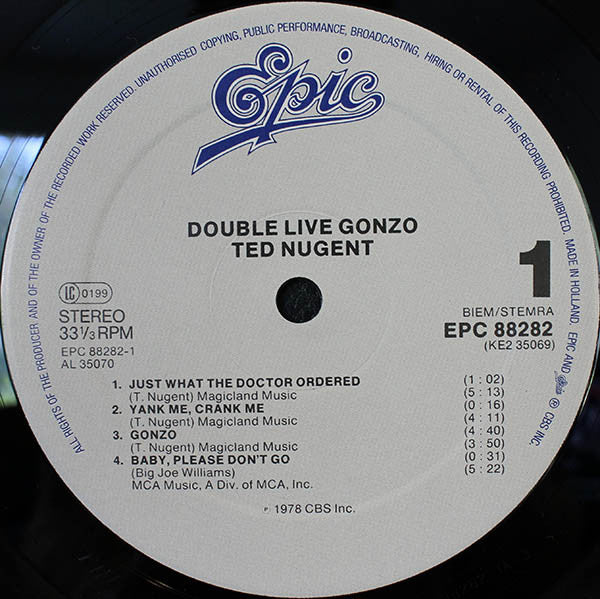 ALL RIGHTS OF THE PRODUCER AND OF THE OWNER OF THE RECORDED WORK RESERVED. UNAUTHORISED COPYING, PUBLIC PERFORMANCE, BROADCASTING, HIRING OR RENTAL OF THIS RECORDING PROHIBITED. MADE IN HOLLAND. EPIC AND Epic ℗ CBS INC.
Epic
DOUBLE LIVE GONZO
TED NUGENT
1
LC 0199
STEREO
33⅓ RPM
EPC 88282-1
AL 35070
BIEM/STEMRA
EPC 88282
(KE2 35069)
1. JUST WHAT THE DOCTOR ORDERED (1 : 02)
(T. Nugent) Magicland Music (5 : 13)
2. YANK ME, CRANK ME (0 : 16)
(T. Nugent) Magicland Music (4 : 11)
3. GONZO (4 : 40)
(T. Nugent) Magicland Music (3 : 50)
4. BABY, PLEASE DON'T GO (0 : 31)
(Big Joe Williams) (5 : 22)
MCA Music, A Div. of MCA, Inc.
℗ 1978 CBS Inc.